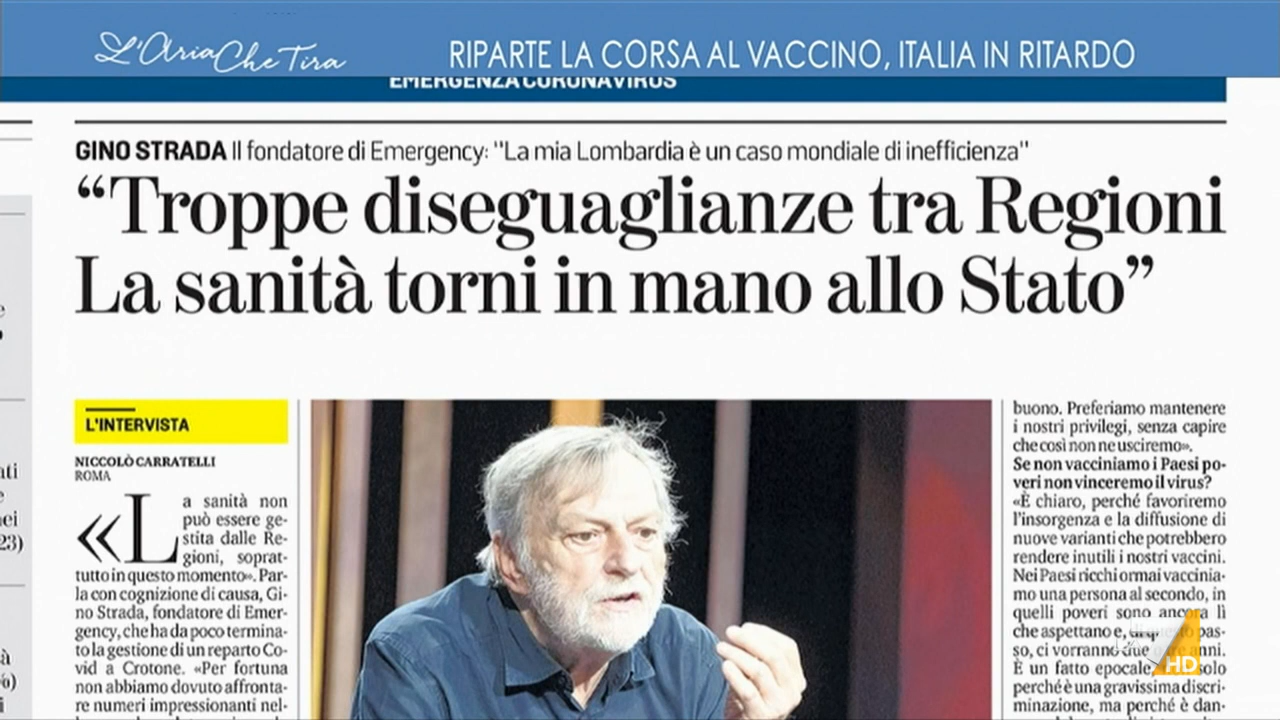 L'Aria Che Tira
RIPARTE LA CORSA AL VACCINO, ITALIA IN RITARDO
EMERGENZA CORONAVIRUS
GINO STRADA Il fondatore di Emergency: "La mia Lombardia è un caso mondiale di inefficienza"
“Troppe diseguaglianze tra Regioni
La sanità torni in mano allo Stato”
L'INTERVISTA
NICCOLÒ CARRATELLI
ROMA
«La sanità non
può essere ge-
stita dalle Re-
gioni, soprat-
tutto in questo momento». Par-
la con cognizione di causa, Gi-
no Strada, fondatore di Emer-
gency, che ha da poco termina-
to la gestione di un reparto Co-
vid a Crotone. «Per fortuna
non abbiamo dovuto affronta-
re numeri impressionanti nel-
buono. Preferiamo mantenere
i nostri privilegi, senza capire
che così non ne usciremo».
Se non vacciniamo i Paesi po-
veri non vinceremo il virus?
«È chiaro, perché favoriremo
l'insorgenza e la diffusione di
nuove varianti che potrebbero
rendere inutili i nostri vaccini.
Nei Paesi ricchi ormai vaccinia-
mo una persona al secondo, in
quelli poveri sono ancora lì
che aspettano e, di questo pas-
so, ci vorranno due o tre anni.
È un fatto epocale, solo
perché è una gravissima discri-
minazione, ma perché è dan-
23)
HD